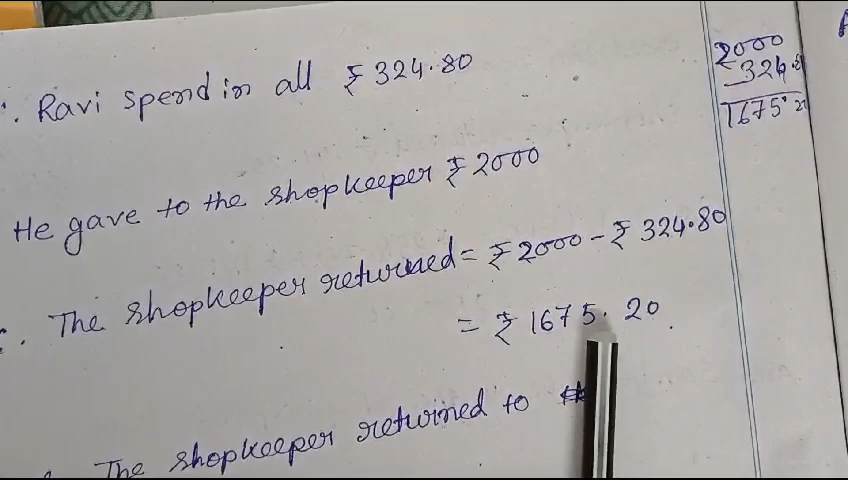 ∴ Ravi spend in all ₹ 324.80
He gave to the shopkeeper ₹ 2000
∴ The shopkeeper returned = ₹ 2000 - ₹ 324.80
= ₹ 1675.20
The shopkeeper returned to
2000
324.8
1675.2